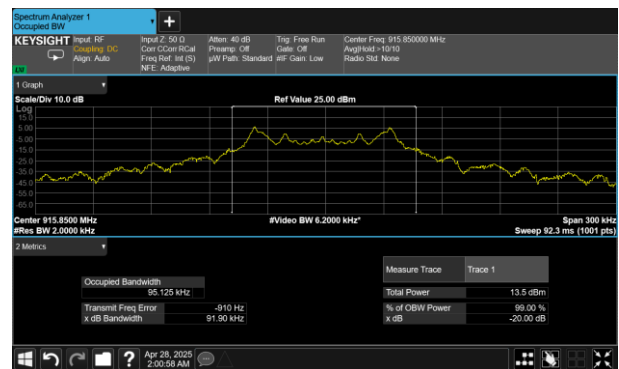 Spectrum Analyzer 1
Occupied BW
KEYSIGHT Input: RF Input Z: 50 Ω Atten: 40 dB Trig: Free Run Center Freq: 915.850000 MHz
Coupling: DC Corr CCorr RCal Preamp: Off Gate: Off Avg|Hold:>10/10
Align: Auto Freq Ref: Int (S) µW Path: Standard #IF Gain: Low Radio Std: None
NFE: Adaptive
1 Graph
Scale/Div 10.0 dB Ref Value 25.00 dBm
Log
15.0
5.00
-5.00
-15.0
-25.0
-35.0
-45.0
-55.0
-65.0
Center 915.8500 MHz #Video BW 6.2000 kHz* Span 300 kHz
#Res BW 2.0000 kHz Sweep 92.3 ms (1001 pts)
2 Metrics
Measure Trace Trace 1
Occupied Bandwidth
95.125 kHz Total Power 13.5 dBm
Transmit Freq Error -910 Hz % of OBW Power 99.00 %
x dB Bandwidth 91.90 kHz x dB -20.00 dB
Apr 28, 2025
2:00:58 AM